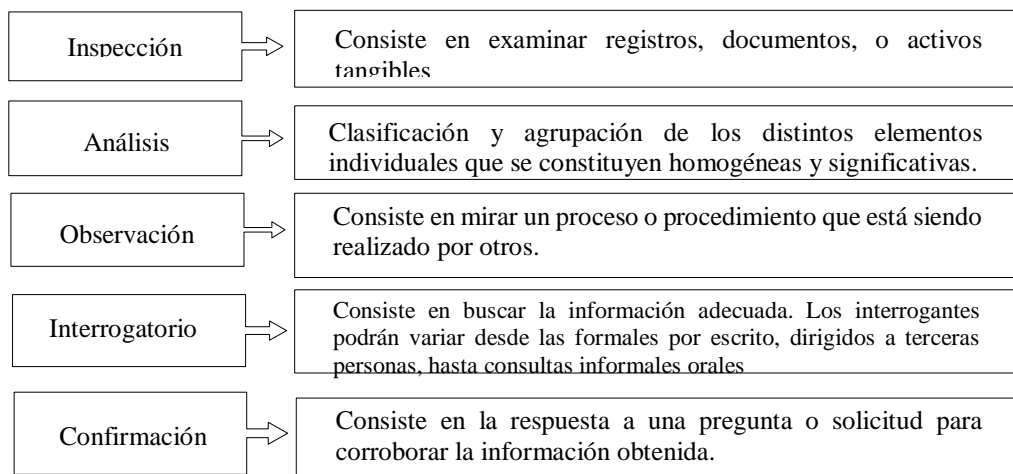 Inspección
Consiste en examinar registros, documentos, o activos
tangibles
Análisis
Clasificación y agrupación de los distintos elementos
individuales que se constituyen homogéneas y significativas.
Observación
Consiste en mirar un proceso o procedimiento que está siendo
realizado por otros.
Interrogatorio
Consiste en buscar la información adecuada. Los interrogantes
podrán variar desde las formales por escrito, dirigidos a terceras
personas, hasta consultas informales orales
Confirmación
Consiste en la respuesta a una pregunta o solicitud para
corroborar la información obtenida.